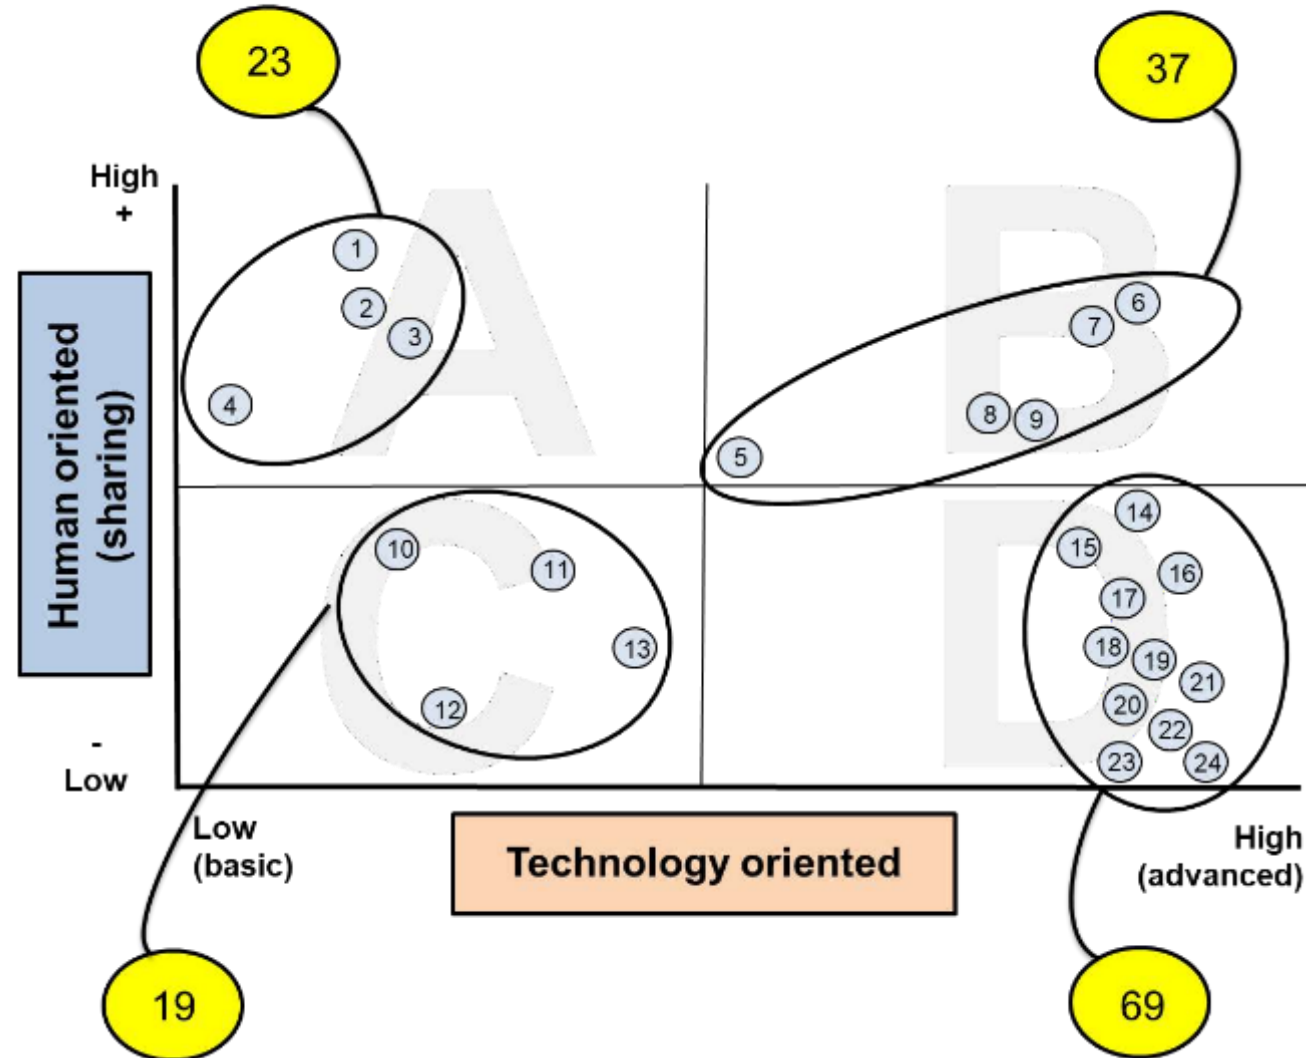 23
37
High
+
A
B
1
2
3
4
6
7
8
9
5
Human oriented
(sharing)
C
D
10
11
13
12
14
15
16
17
18
19
21
20
22
23
24
-
Low
Low
(basic)
Technology oriented
High
(advanced)
19
69